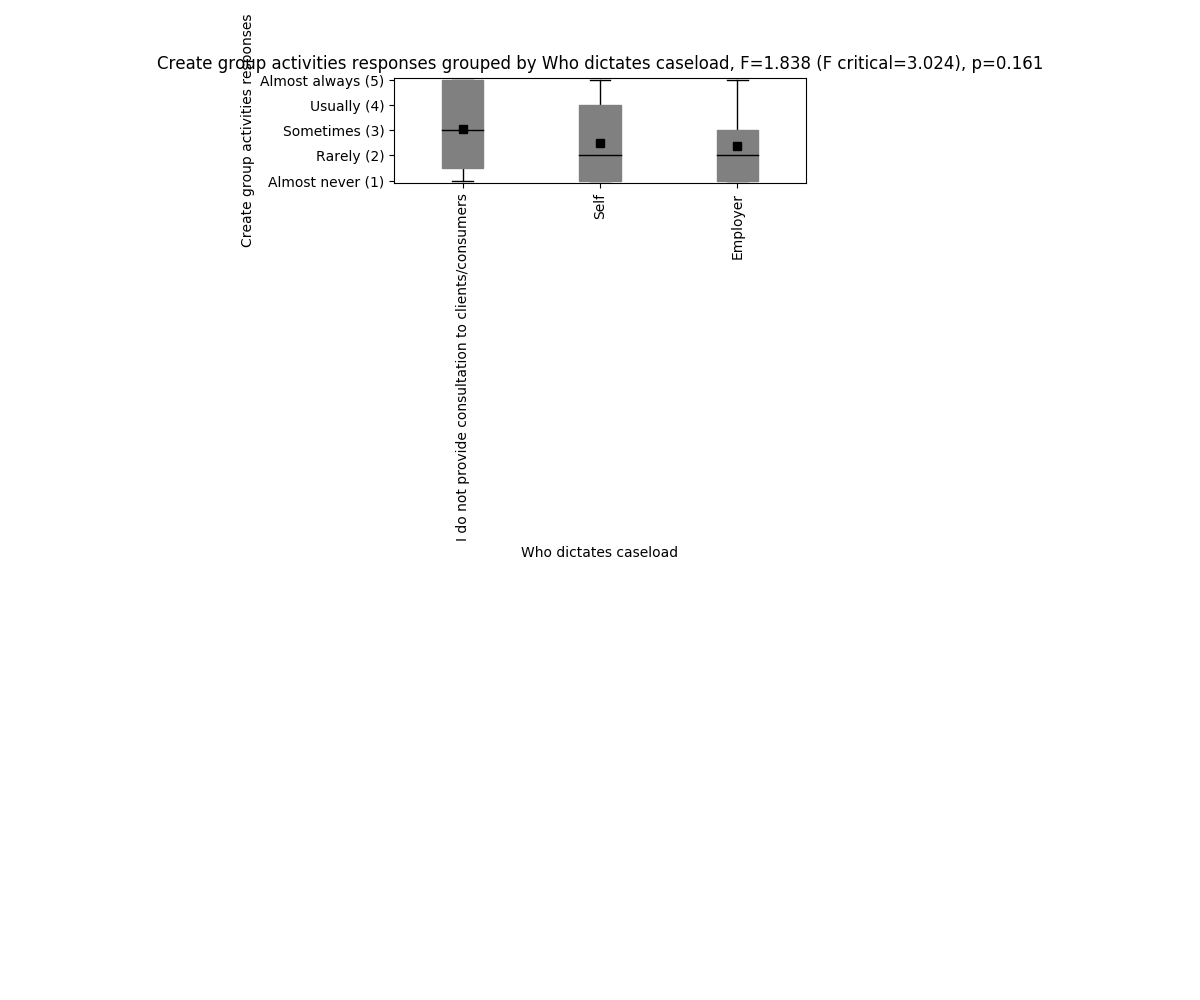 Create group activities responses grouped by Who dictates caseload, F=1.838 (F critical=3.024), p=0.161
Create group activities responses
Almost always (5)
Usually (4)
Sometimes (3)
Rarely (2)
Almost never (1)
I do not provide consultation to clients/consumers
Self
Employer
Who dictates caseload